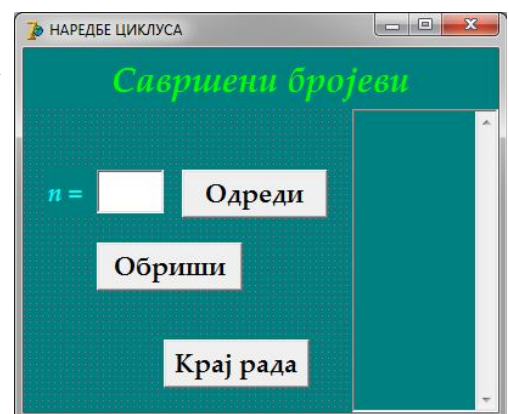 НАРЕДБЕ ЦИКЛУСА
Савршени бројеви
n =
Одреди
Обриши
Крај рада